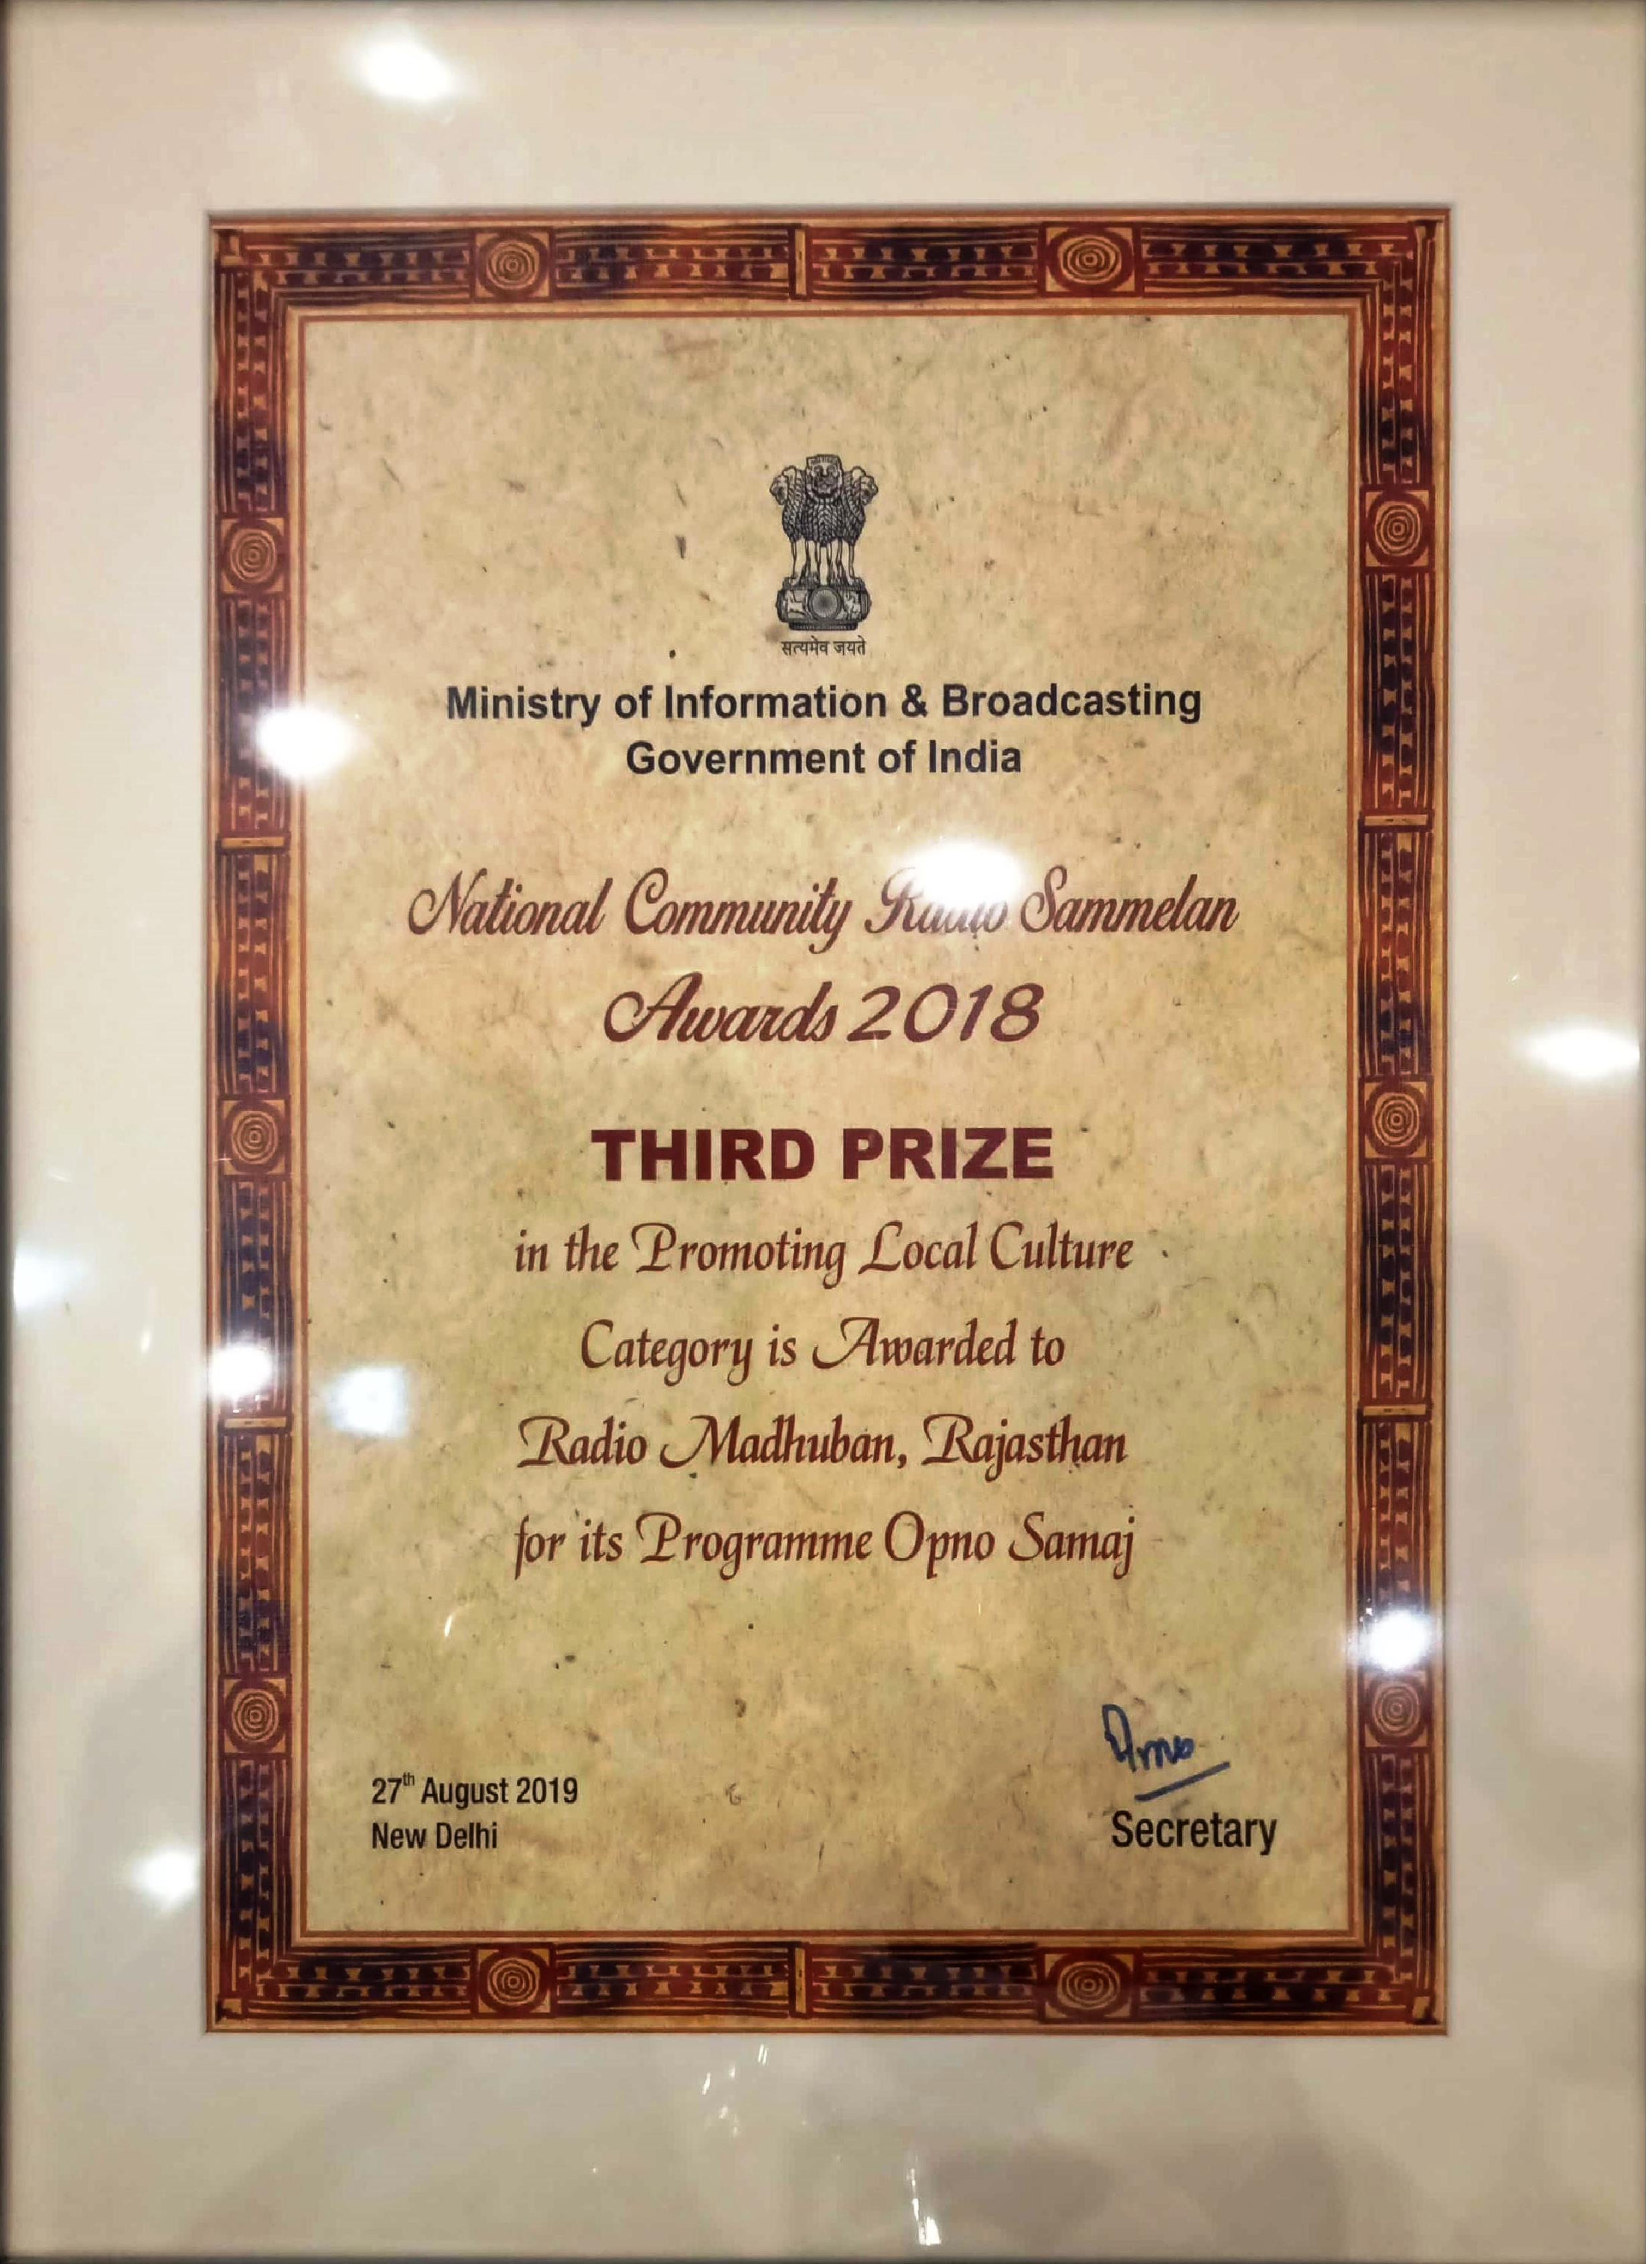 सत्यमेव जयते
Ministry of Information & Broadcasting
Government of India
National Community Radio Sammelan
Awards 2018
THIRD PRIZE
in the Promoting Local Culture
Category is Awarded to
Radio Madhuban, Rajasthan
for its Programme Opno Samaj
27th August 2019
New Delhi
Secretary